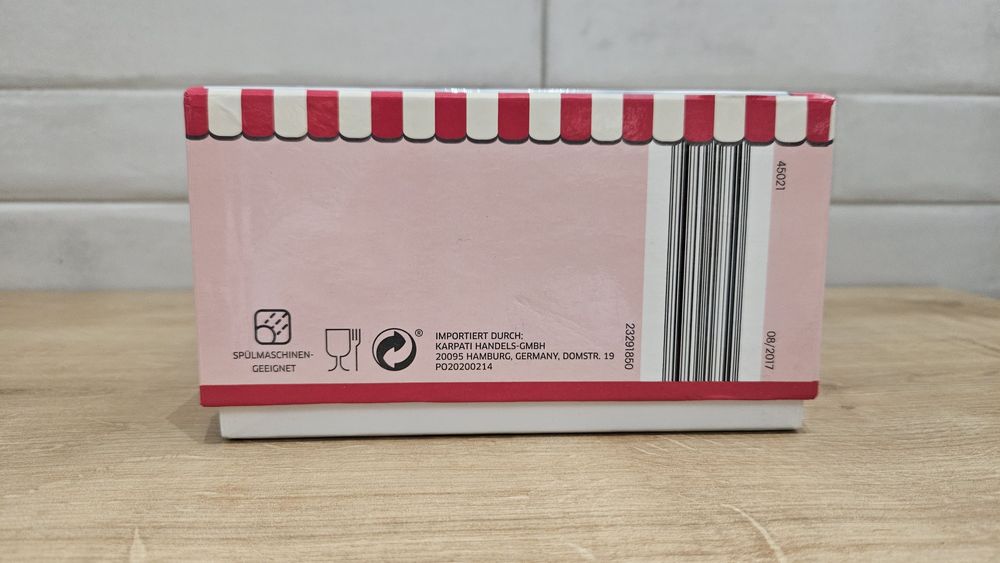 SPÜLMASCHINEN-
GEEIGNET
®
IMPORTIERT DURCH:
KARPATI HANDELS-GMBH
20095 HAMBURG, GERMANY, DOMSTR. 19
PO20200214
23291850
45021
08/2017